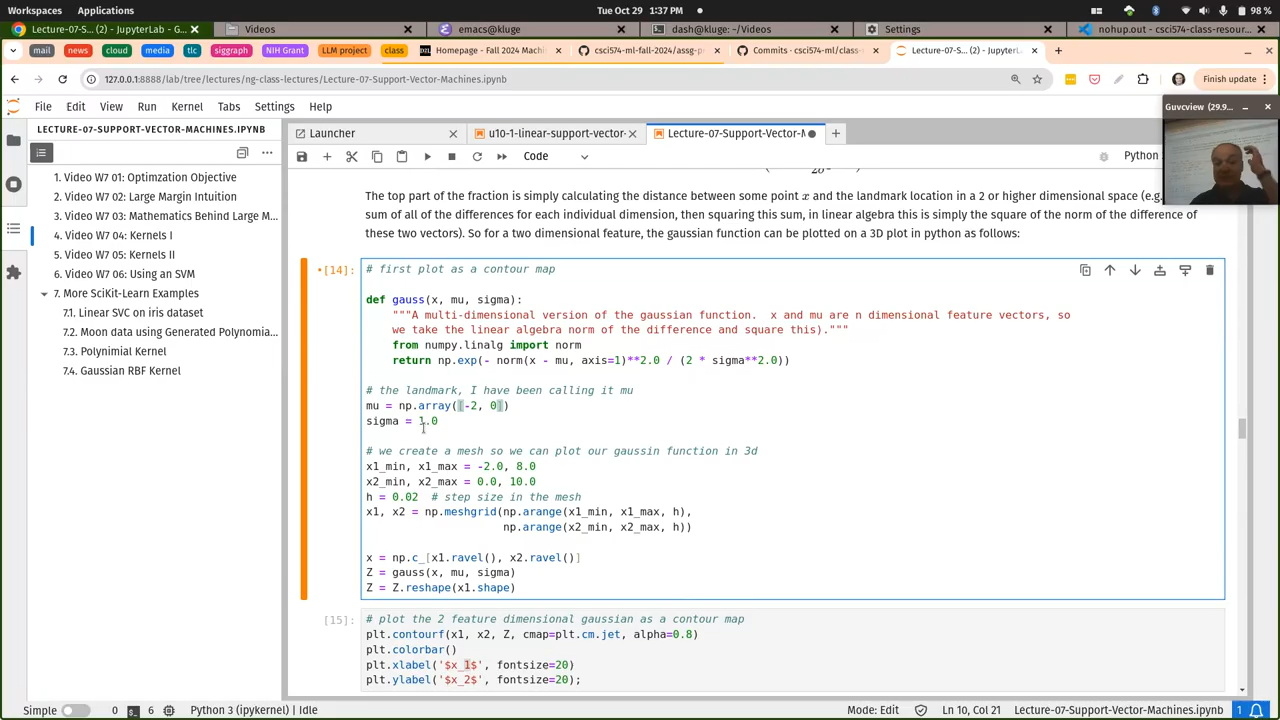 Workspaces Applications Tue Oct 29 1:37 PM 98 %
Lecture-07-S... (2) - JupyterLab - G... Videos emacs@kluge dash@kluge: ~/Videos Settings nohup.out - csci574-class-resour...
mail news cloud media tlc siggraph NIH Grant LLM project class Homepage - Fall 2024 Machin csci574-ml-fall-2024/assg-p Commits · csci574-ml/class- Lecture-07-S... (2) - JupyterL
127.0.0.1:8888/lab/tree/lectures/ng-class-lectures/Lecture-07-Support-Vector-Machines.ipynb Finish update
File Edit View Run Kernel Tabs Settings Help
Guvcview (29.9...
LECTURE-07-SUPPORT-VECTOR-MACHINES.IPYNB
Launcher u10-1-linear-support-vector- Lecture-07-Support-Vector-M
Code Python
1. Video W7 01: Optimzation Objective
2. Video W7 02: Large Margin Intuition
3. Video W7 03: Mathematics Behind Large M...
4. Video W7 04: Kernels I
5. Video W7 05: Kernels II
6. Video W7 06: Using an SVM
7. More SciKit-Learn Examples
7.1. Linear SVC on iris dataset
7.2. Moon data using Generated Polynomia...
7.3. Polynimial Kernel
7.4. Gaussian RBF Kernel
The top part of the fraction is simply calculating the distance between some point x and the landmark location in a 2 or higher dimensional space (e.g.
sum of all of the differences for each individual dimension, then squaring this sum, in linear algebra this is simply the square of the norm of the difference of
these two vectors). So for a two dimensional feature, the gaussian function can be plotted on a 3D plot in python as follows:
[14]:
# first plot as a contour map
def gauss(x, mu, sigma):
"""A multi-dimensional version of the gaussian function. x and mu are n dimensional feature vectors, so
we take the linear algebra norm of the difference and square this)."""
from numpy.linalg import norm
return np.exp(- norm(x - mu, axis=1)**2.0 / (2 * sigma**2.0))
# the landmark, I have been calling it mu
mu = np.array([-2, 0])
sigma = 1.0
# we create a mesh so we can plot our gaussin function in 3d
x1_min, x1_max = -2.0, 8.0
x2_min, x2_max = 0.0, 10.0
h = 0.02 # step size in the mesh
x1, x2 = np.meshgrid(np.arange(x1_min, x1_max, h),
np.arange(x2_min, x2_max, h))
x = np.c_[x1.ravel(), x2.ravel()]
Z = gauss(x, mu, sigma)
Z = Z.reshape(x1.shape)
[15]:
# plot the 2 feature dimensional gaussian as a contour map
plt.contourf(x1, x2, Z, cmap=plt.cm.jet, alpha=0.8)
plt.colorbar()
plt.xlabel('$x_1$', fontsize=20)
plt.ylabel('$x_2$', fontsize=20);
Simple 0 6 Python 3 (ipykernel) | Idle Mode: Edit Ln 10, Col 21 Lecture-07-Support-Vector-Machines.ipynb 1